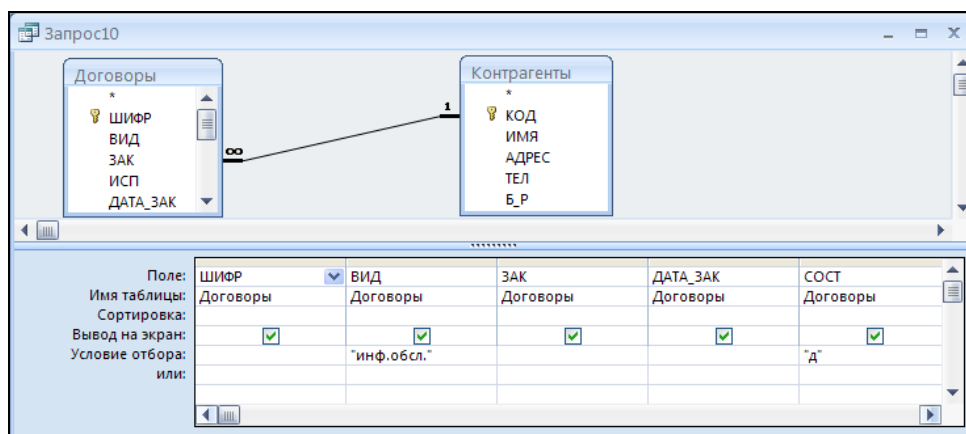 Запрос10
Договоры
*
ШИФР
ВИД
ЗАК
ИСП
ДАТА_ЗАК
∞
1
Контрагенты
*
КОД
ИМЯ
АДРЕС
ТЕЛ
Б_Р
Поле: ШИФР ВИД ЗАК ДАТА_ЗАК СОСТ
Имя таблицы: Договоры Договоры Договоры Договоры Договоры
Сортировка:
Вывод на экран:
Условие отбора: "инф.обсл." "д"
или: